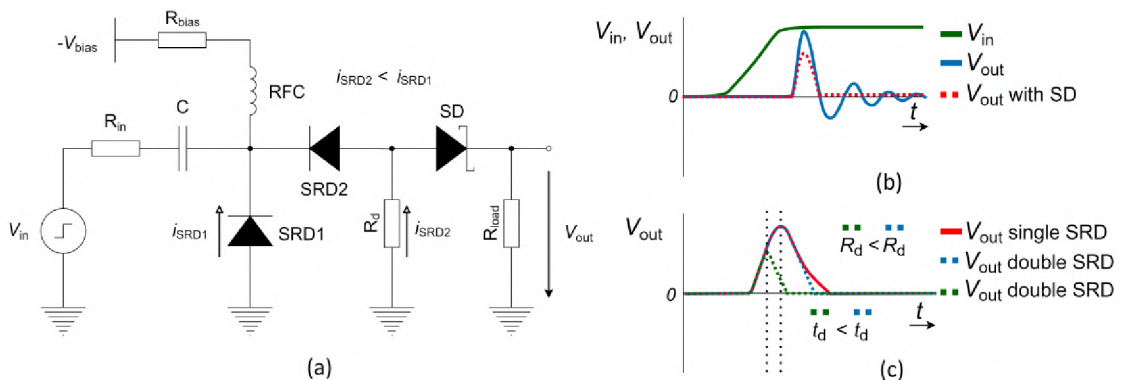 R_bias
-V_bias
RFC
i_SRD2 < i_SRD1
SD
R_in
C
SRD2
V_in
i_SRD1
SRD1
R_d
i_SRD2
R_load
V_out
(a)
V_in, V_out
0
t
V_in
V_out
V_out with SD
(b)
V_out
0
R_d < R_d
t_d < t_d
t
V_out single SRD
V_out double SRD
V_out double SRD
(c)